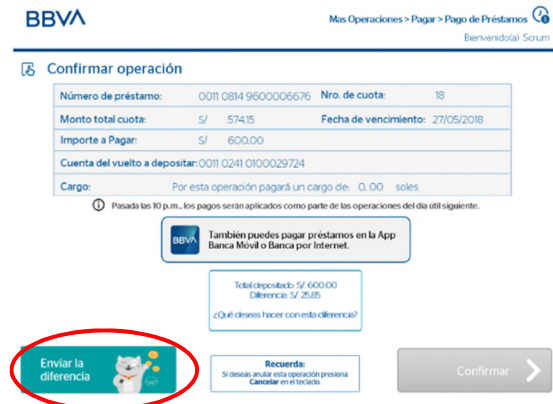 BBVA
Mas Operaciones > Pagar > Pago de Préstamos
Bienvenido(a) Scrum
Confirmar operación
Número de préstamo: 0011 0814 9600006676 Nro. de cuota: 18
Monto total cuota: S/ 574.15 Fecha de vencimiento: 27/05/2018
Importe a Pagar: S/ 600.00
Cuenta del vuelto a depositar: 0011 0241 0100029724
Cargo: Por esta operación pagará un cargo de: 0.00 soles
Pasada las 10 p.m., los pagos serán aplicados como parte de las operaciones del día útil siguiente.
BBVA
También puedes pagar préstamos en la App
Banca Móvil o Banca por Internet.
Total depositado: S/ 600.00
Diferencia: S/ 25.85
¿Qué deseas hacer con esta diferencia?
Enviar la
diferencia
Recuerda:
Si deseas anular esta operación presiona
Cancelar en el teclado.
Confirmar